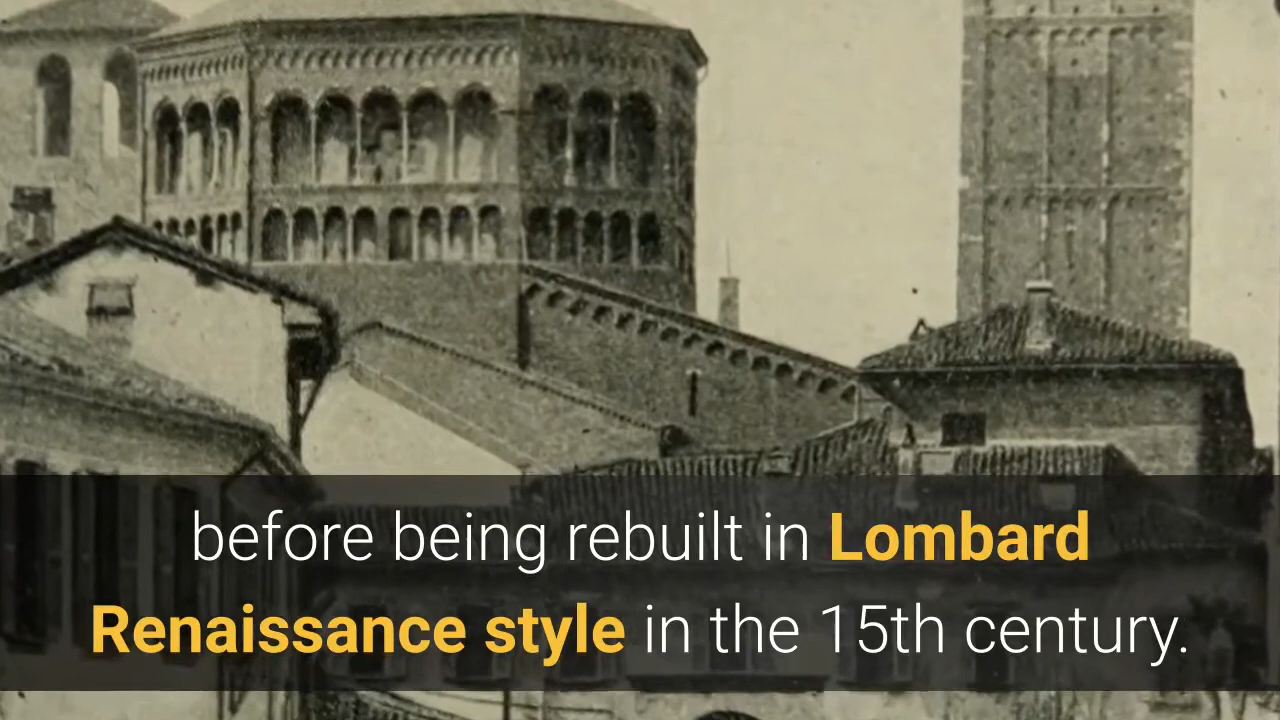 before being rebuilt in Lombard
Renaissance style in the 15th century.